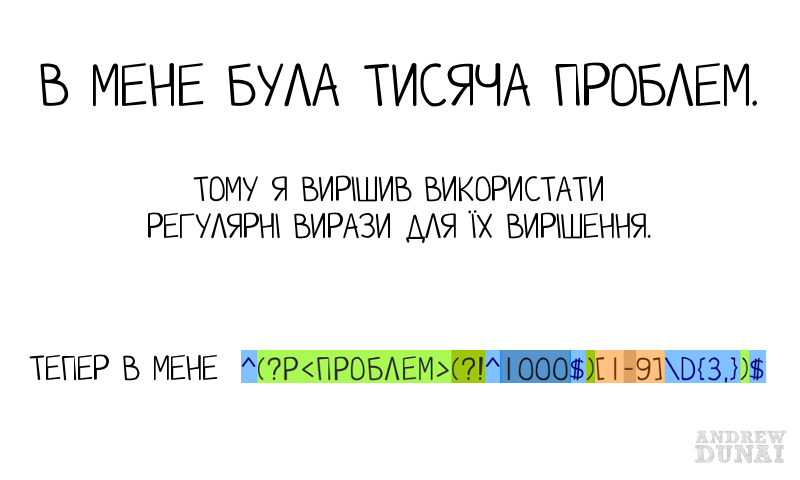 В МЕНЕ БУЛА ТИСЯЧА ПРОБЛЕМ.
ТОМУ Я ВИРІШИВ ВИКОРИСТАТИ
РЕГУЛЯРНІ ВИРАЗИ ДЛЯ ЇХ ВИРІШЕННЯ.
ТЕПЕР В МЕНЕ ^(?P<ПРОБЛЕМ>(?!^1000$)[1-9]\D{3,})$
ANDREW
DUNAI